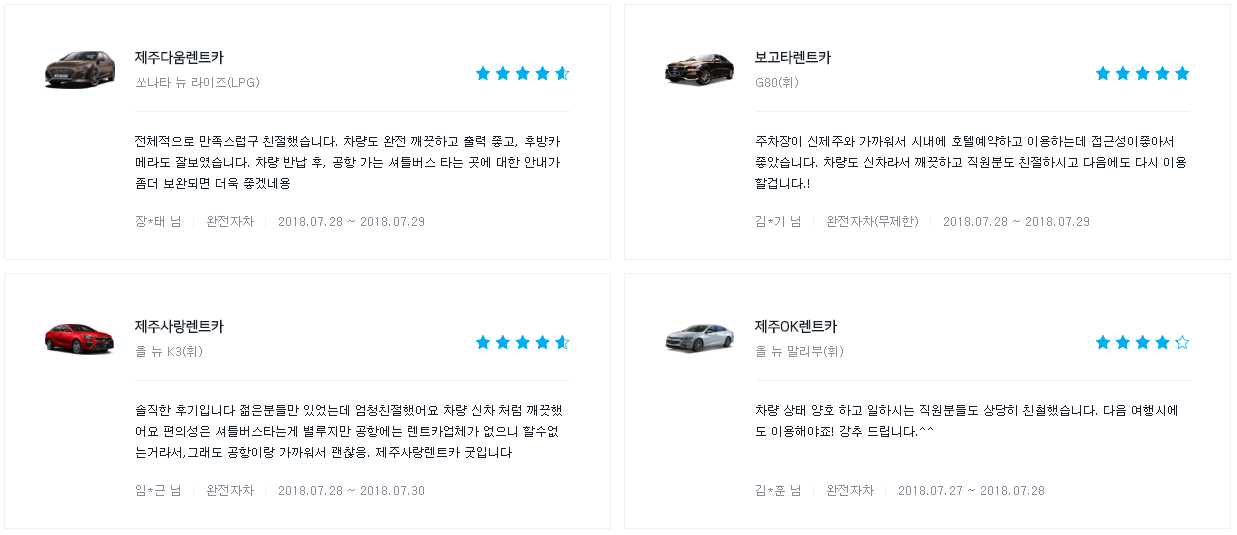 제주다움렌트카
쏘나타 뉴 라이즈(LPG)
전체적으로 만족스럽구 친절했습니다. 차량도 완전 깨끗하고 출력 좋고, 후방카
메라도 잘보였습니다. 차량 반납 후, 공항 가는 셔틀버스 타는 곳에 대한 안내가
좀더 보완되면 더욱 좋겠네용
장*태 님 | 완전자차 | 2018.07.28 ~ 2018.07.29
보고타렌트카
G80(휘)
주차장이 신제주와 가까워서 시내에 호텔예약하고 이용하는데 접근성이좋아서
좋았습니다. 차량도 신차라서 깨끗하고 직원분도 친절하시고 다음에도 다시 이용
할겁니다.!
김*기 님 | 완전자차(무제한) | 2018.07.28 ~ 2018.07.29
제주사랑렌트카
올 뉴 K3(휘)
솔직한 후기입니다 젊은분들만 있었는데 엄청친절했어요 차량 신차 처럼 깨끗했
어요 편의성은 셔틀버스타는게 별루지만 공항에는 렌트카업체가 없으니 할수없
는거라서,그래도 공항이랑 가까워서 괜찮응. 제주사랑렌트카 굿입니다
임*근 님 | 완전자차 | 2018.07.28 ~ 2018.07.30
제주OK렌트카
올 뉴 말리부(휘)
차량 상태 양호 하고 일하시는 직원분들도 상당히 친철했습니다. 다음 여행시에
도 이용해야죠! 강추 드립니다.^^
김*훈 님 | 완전자차 | 2018.07.27 ~ 2018.07.28